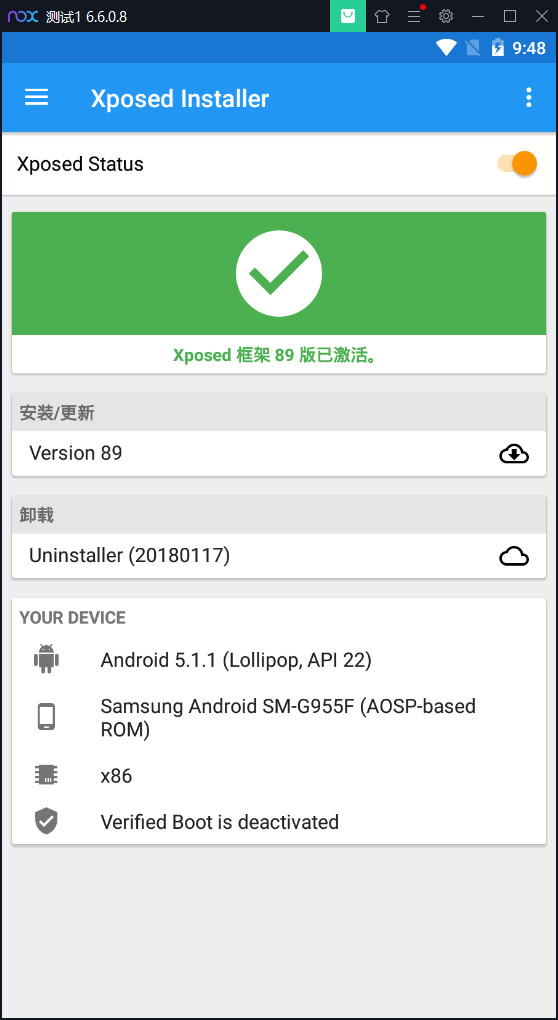 nox 测试1 6.6.0.8
9:48
Xposed Installer
Xposed Status
Xposed 框架 89 版已激活。
安装/更新
Version 89
卸载
Uninstaller (20180117)
YOUR DEVICE
Android 5.1.1 (Lollipop, API 22)
Samsung Android SM-G955F (AOSP-based
ROM)
x86
Verified Boot is deactivated